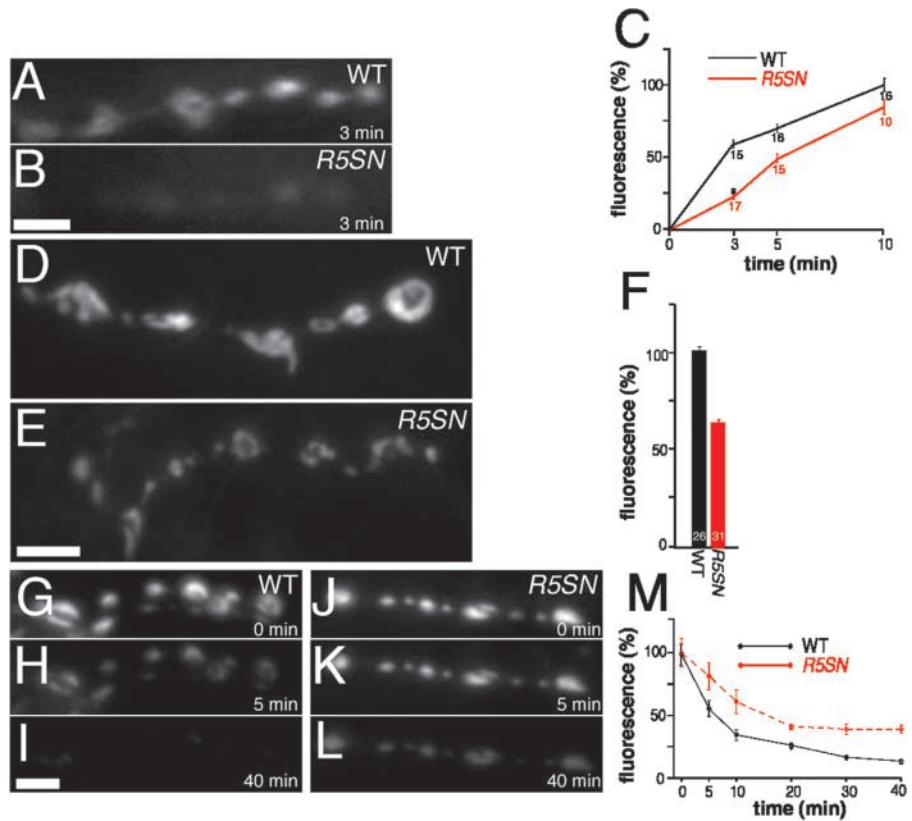 A
WT
3 min
B
R5SN
3 min
C
WT
R5SN
fluorescence (%)
100
50
0
15
16
16
17
15
10
0
3
5
10
time (min)
D
WT
E
R5SN
F
fluorescence (%)
100
50
0
26
31
WT
R5SN
G
WT
0 min
H
5 min
I
40 min
J
R5SN
0 min
K
5 min
L
40 min
M
WT
R5SN
fluorescence (%)
100
50
0
0
5
10
20
30
40
time (min)